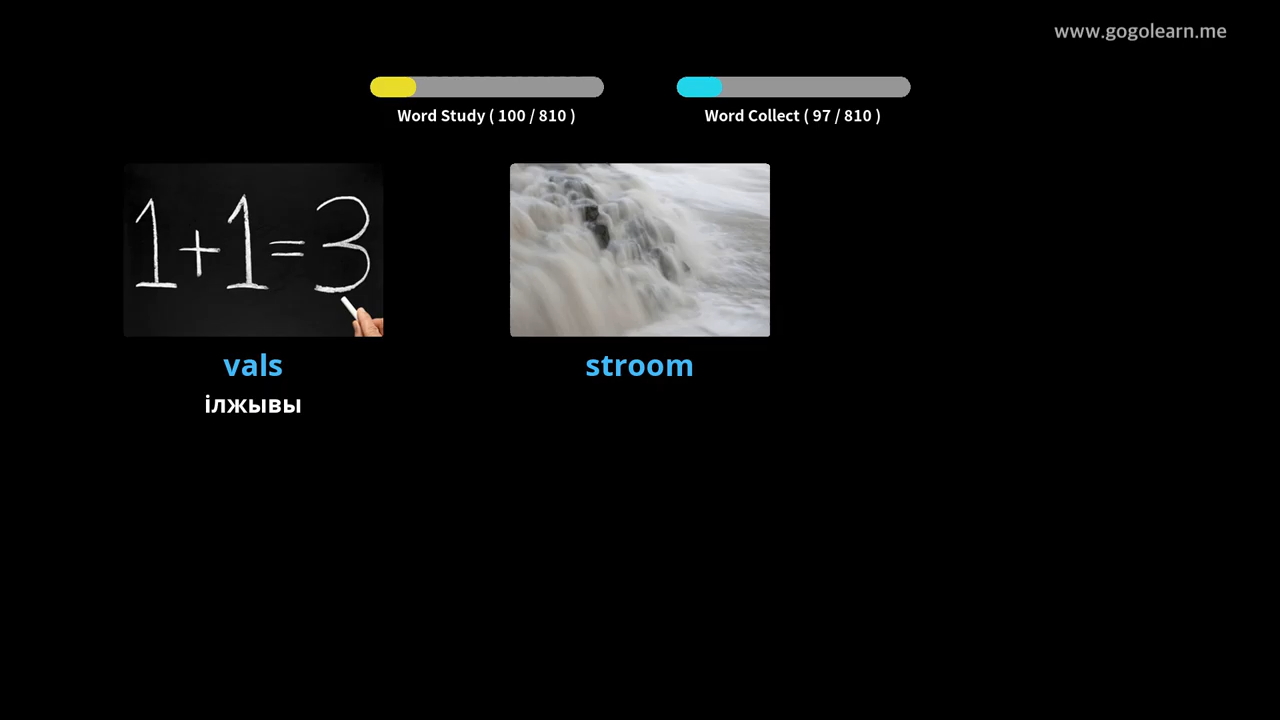 www.gogolearn.me
Word Study ( 100 / 810 )
Word Collect ( 97 / 810 )
1+1=3
vals
ілжывы
stroom